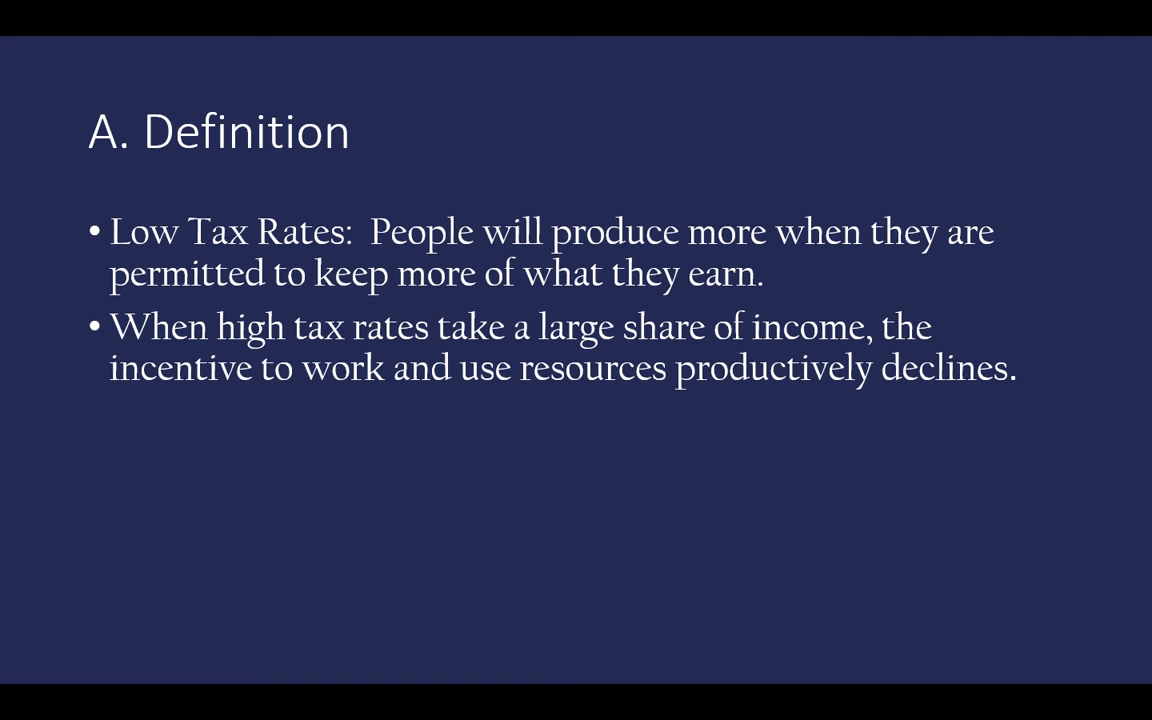 A. Definition
• Low Tax Rates:  People will produce more when they are
permitted to keep more of what they earn.
• When high tax rates take a large share of income, the
incentive to work and use resources productively declines.